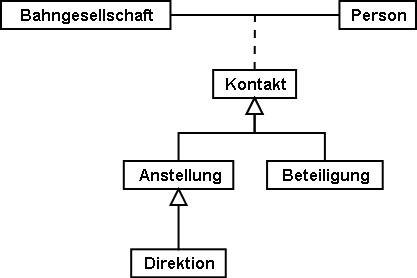 Bahngesellschaft
Person
Kontakt
Anstellung
Beteiligung
Direktion